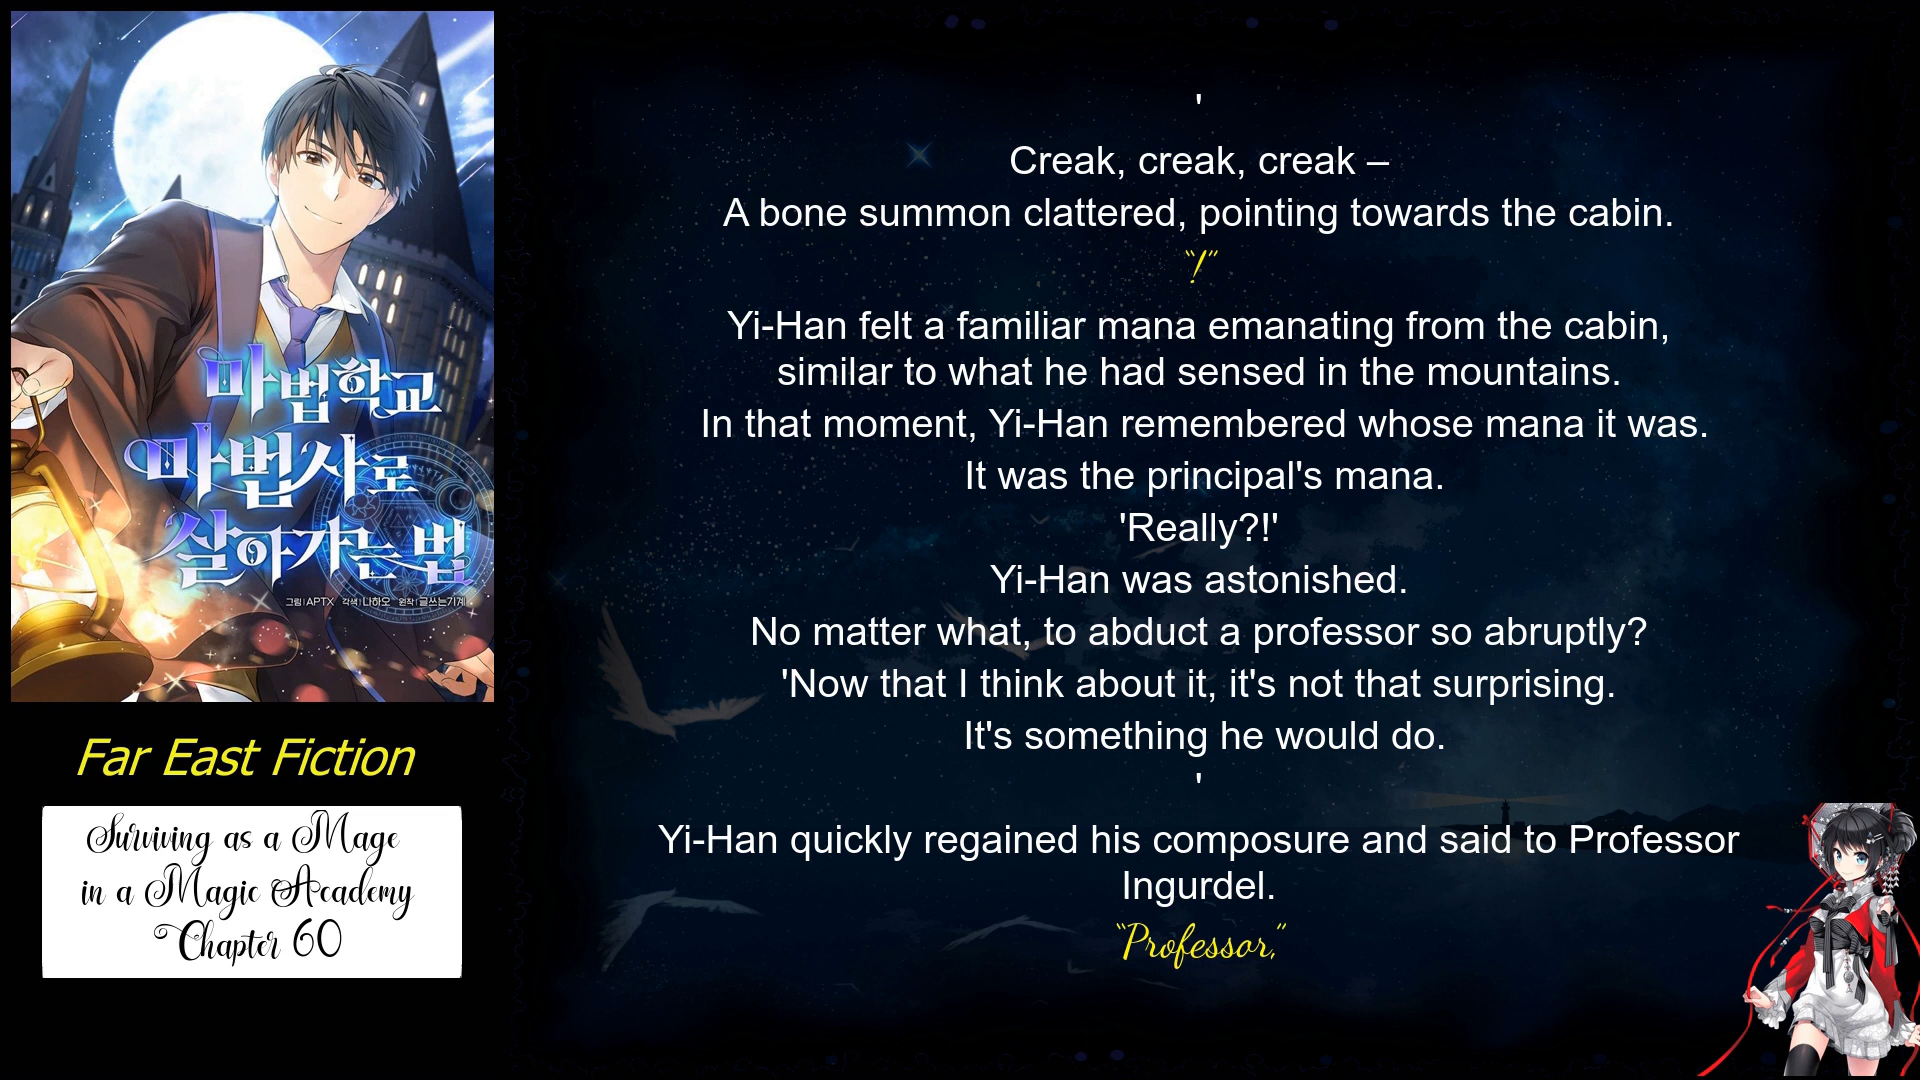 마법학교
마법사로
살아가는 법
그림|APTX 각색|나하오 원작|글쓰는기계
Far East Fiction
Surviving as a Mage
in a Magic Academy
Chapter 60
'
Creak, creak, creak –
A bone summon clattered, pointing towards the cabin.
“!”
Yi-Han felt a familiar mana emanating from the cabin,
similar to what he had sensed in the mountains.
In that moment, Yi-Han remembered whose mana it was.
It was the principal's mana.
'Really?!'
Yi-Han was astonished.
No matter what, to abduct a professor so abruptly?
'Now that I think about it, it's not that surprising.
It's something he would do.
'
Yi-Han quickly regained his composure and said to Professor
Ingurdel.
“Professor,”